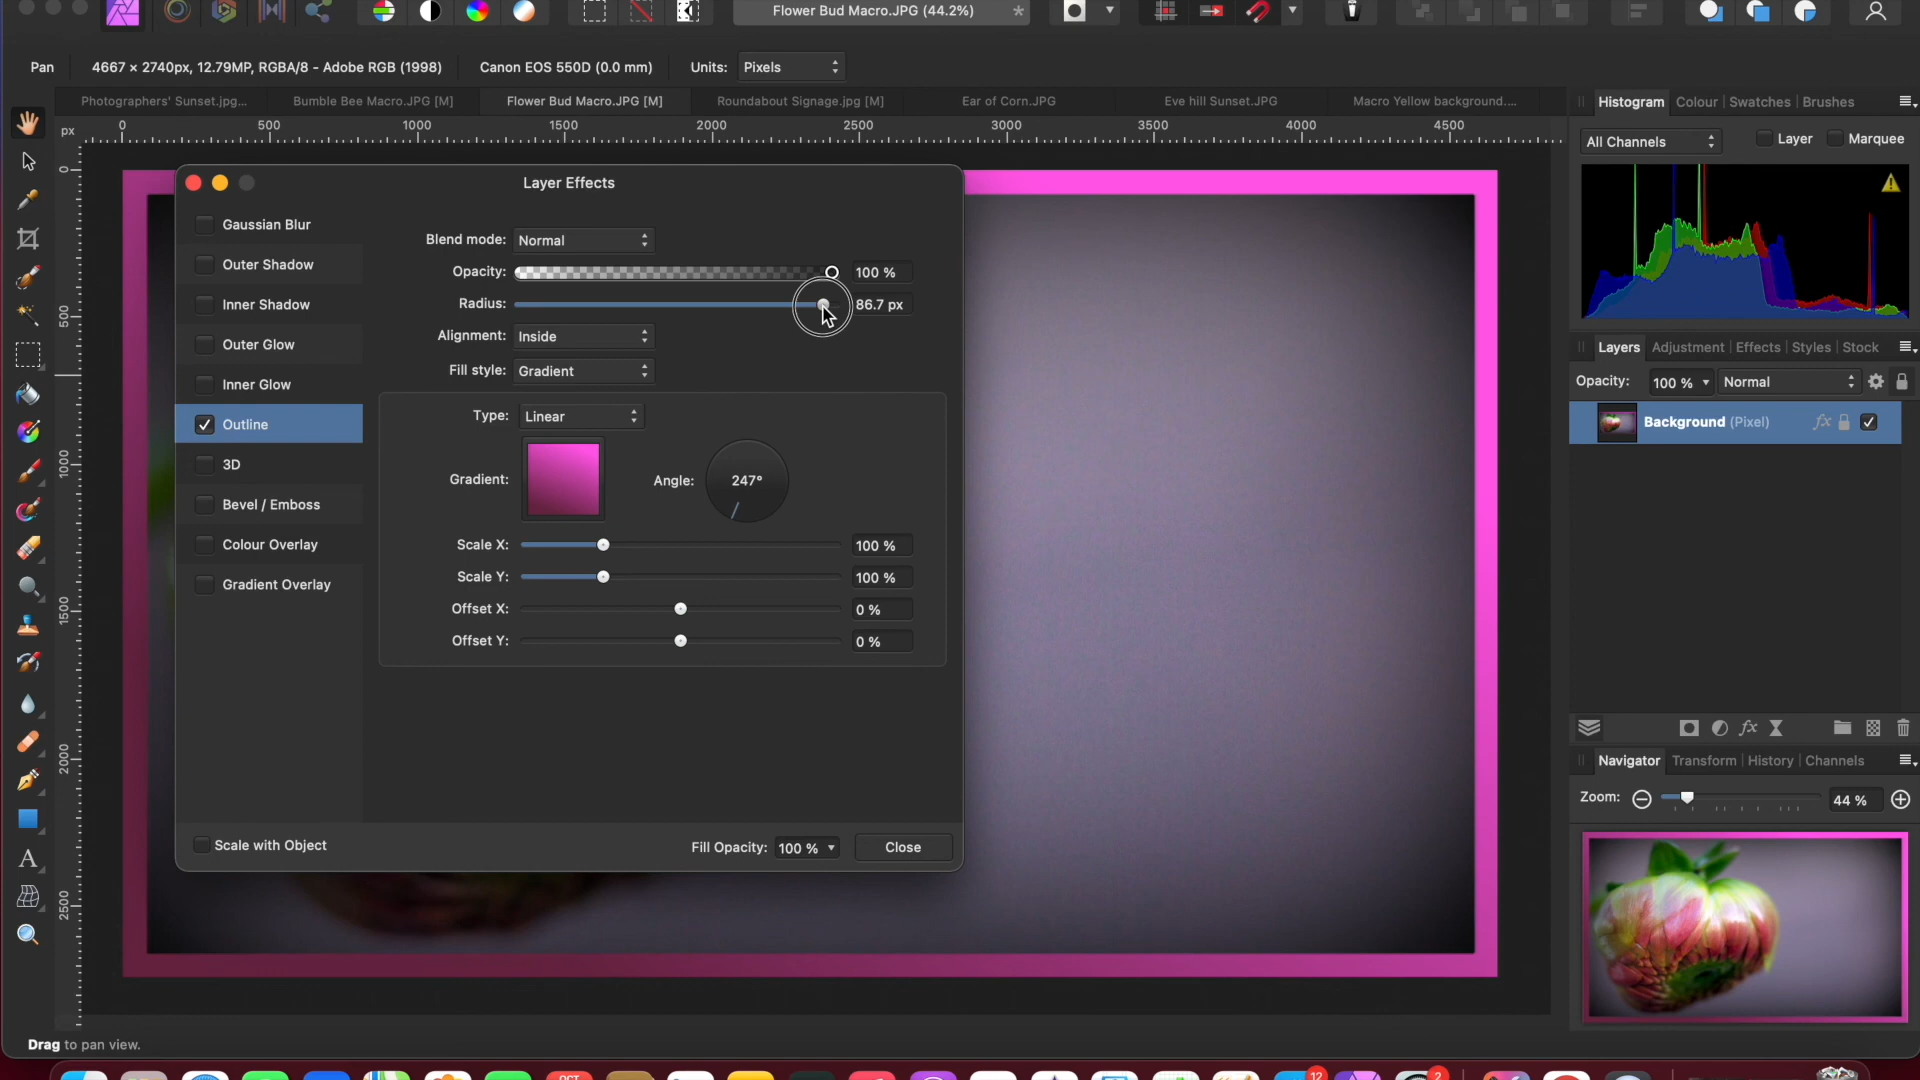 Flower Bud Macro.JPG (44.2%) *
Pan 4667 × 2740px, 12.79MP, RGBA/8 - Adobe RGB (1998) Canon EOS 550D (0.0 mm) Units: Pixels
Photographers' Sunset.jpg... Bumble Bee Macro.JPG [M] Flower Bud Macro.JPG [M] Roundabout Signage.jpg [M] Ear of Corn.JPG Eve hill Sunset.JPG Macro Yellow background....
px 0 500 1000 1500 2000 2500 3000 3500 4000 4500
0
500
1000
1500
2000
2500
Layer Effects
Gaussian Blur
Outer Shadow
Inner Shadow
Outer Glow
Inner Glow
Outline
3D
Bevel / Emboss
Colour Overlay
Gradient Overlay
Blend mode: Normal
Opacity: 100 %
Radius: 86.7 px
Alignment: Inside
Fill style: Gradient
Type: Linear
Gradient: Angle: 247°
Scale X: 100 %
Scale Y: 100 %
Offset X: 0 %
Offset Y: 0 %
Scale with Object Fill Opacity: 100 % Close
Histogram Colour Swatches Brushes
All Channels Layer Marquee
Layers Adjustment Effects Styles Stock
Opacity: 100 % Normal
Background (Pixel) fx
fx
Navigator Transform History Channels
Zoom: 44 %
A
Drag to pan view.
OCT 12 2